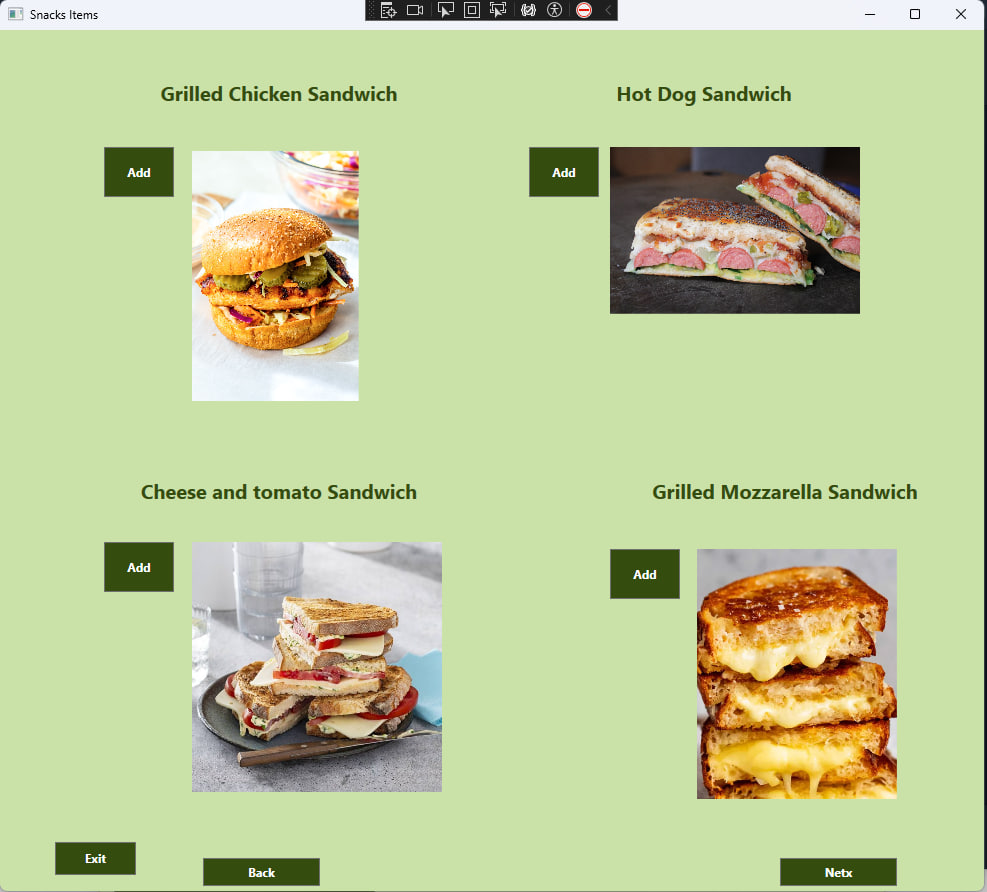 Snacks Items
Grilled Chicken Sandwich
Hot Dog Sandwich
Add
Add
Cheese and tomato Sandwich
Grilled Mozzarella Sandwich
Add
Add
Exit
Back
Netx